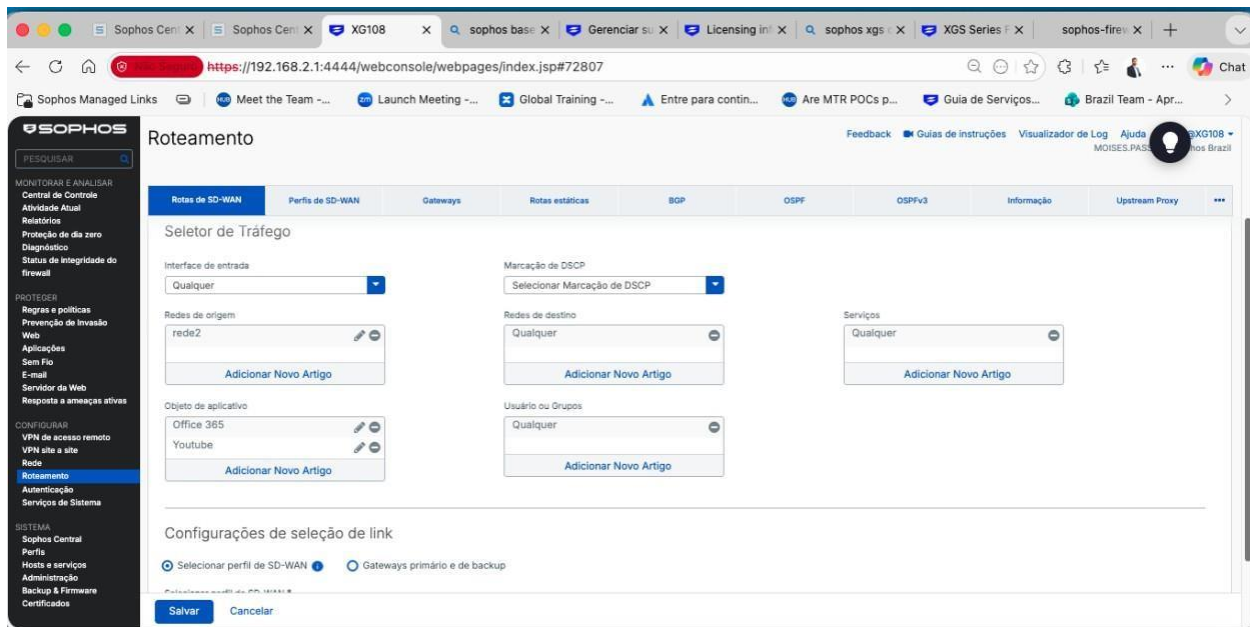 Sophos Cen
Sophos Cen
XG108
sophos base
Gerenciar su
Licensing in
sophos xgs
XGS Series F
sophos-firew
https://192.168.2.1:4444/webconsole/webpages/index.jsp#72807
Chat
Sophos Managed Links
Meet the Team -...
Launch Meeting -...
Global Training -...
Entre para contin...
Are MTR POCs p...
Guia de Serviços...
Brazil Team - Apr...
SOPHOS
PESQUISAR
MONITORAR E ANALISAR
Central de Controle
Atividade Atual
Relatórios
Proteção de dia zero
Diagnóstico
Status de integridade do
firewall
PROTEGER
Regras e políticas
Prevenção de Invasão
Web
Aplicações
Sem Fio
E-mail
Servidor da Web
Resposta a ameaças ativas
CONFIGURAR
VPN de acesso remoto
VPN site a site
Rede
Roteamento
Autenticação
Serviços de Sistema
SISTEMA
Sophos Central
Perfis
Hosts e serviços
Administração
Backup & Firmware
Certificados
Roteamento
Feedback
Guias de instruções
Visualizador de Log
Ajuda
@XG108
MOISES.PAS
hos Brazil
Rotas de SD-WAN
Perfis de SD-WAN
Gateways
Rotas estáticas
BGP
OSPF
OSPFv3
Informação
Upstream Proxy
Seletor de Tráfego
Interface de entrada
Qualquer
Marcação de DSCP
Selecionar Marcação de DSCP
Redes de origem
rede2
Adicionar Novo Artigo
Redes de destino
Qualquer
Adicionar Novo Artigo
Serviços
Qualquer
Adicionar Novo Artigo
Objeto de aplicativo
Office 365
Youtube
Adicionar Novo Artigo
Usuário ou Grupos
Qualquer
Adicionar Novo Artigo
Configurações de seleção de link
Selecionar perfil de SD-WAN
Gateways primário e de backup
Salvar
Cancelar